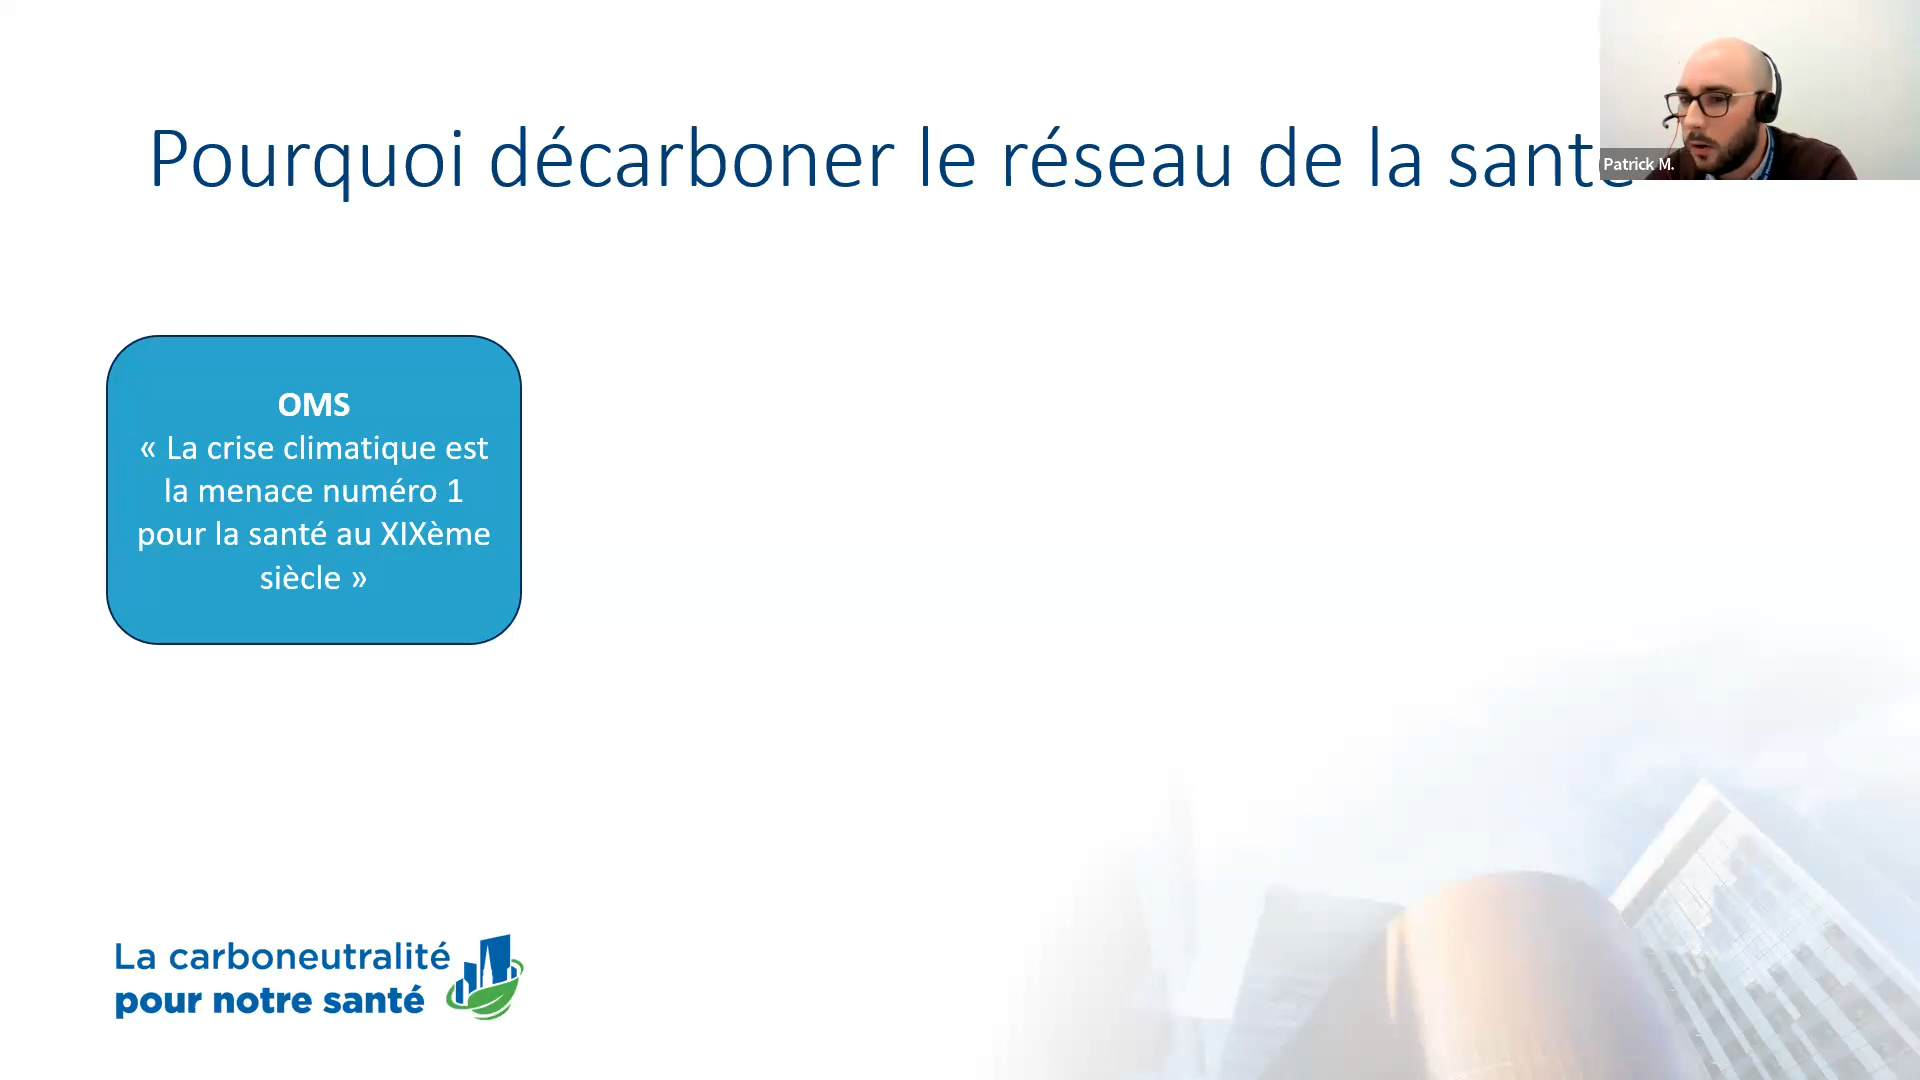 Pourquoi décarboner le réseau de la santé
Patrick M.
OMS
« La crise climatique est
la menace numéro 1
pour la santé au XIXème
siècle »
La carboneutralité
pour notre santé